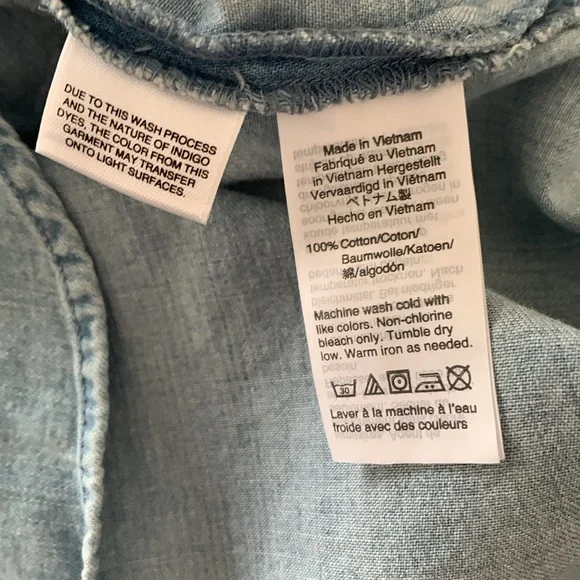 DUE TO THIS WASH PROCESS
AND THE NATURE OF INDIGO
DYES, THE COLOR FROM THIS
GARMENT MAY TRANSFER
ONTO LIGHT SURFACES.
Made in Vietnam
Fabriqué au Vietnam
in Vietnam Hergestellt
Vervaardigd in Viëtnam
ベトナム製
Hecho en Vietnam
100% Cotton/Coton/
Baumwolle/Katoen/
綿/algodón
Machine wash cold with
like colors. Non-chlorine
bleach only. Tumble dry
low. Warm iron as needed.
30
Laver à la machine à l'eau
froide avec des couleurs